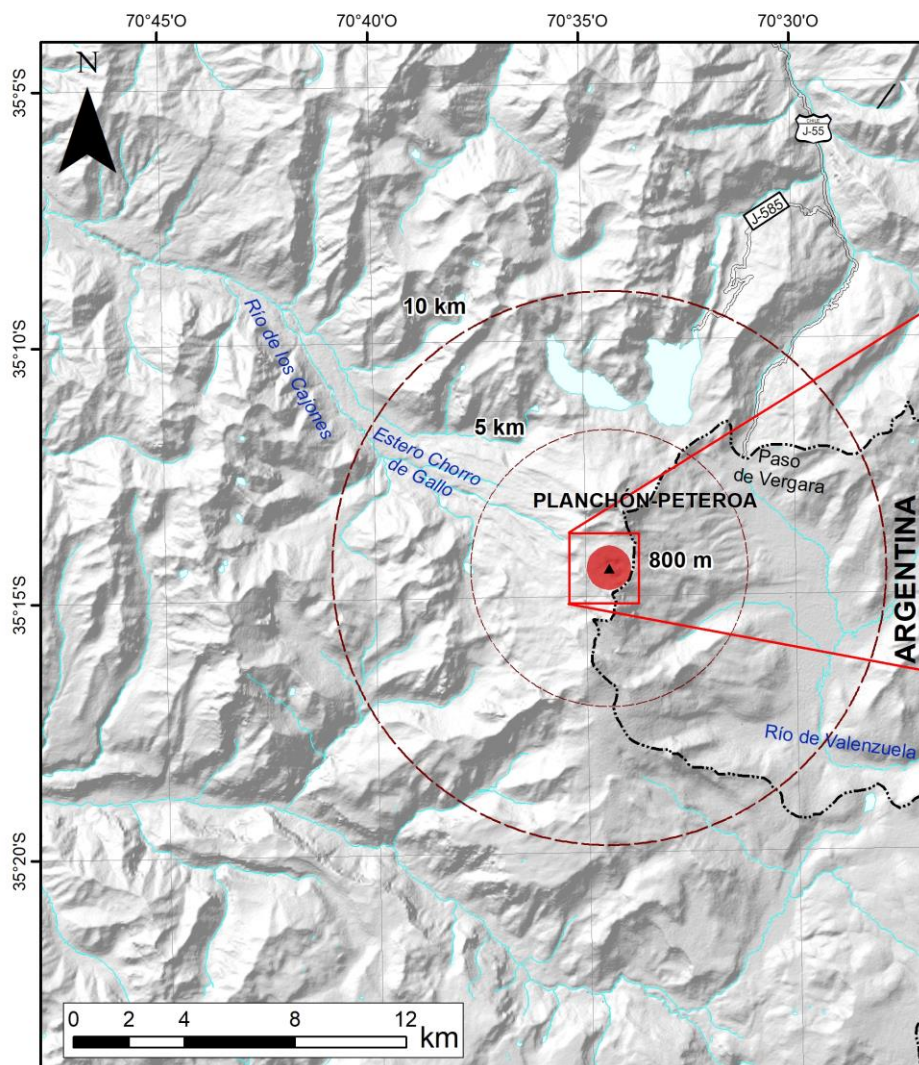 70°45'O
70°40'O
70°35'O
70°30'O
N
35°5'S
CHILE
J-55
J-585
10 km
35°10'S
Río de los Cajones
5 km
Estero Chorro
de Gallo
Paso
de Vergara
PLANCHÓN-PETEROA
800 m
ARGENTINA
35°15'S
Río de Valenzuela
35°20'S
0 2 4 8 12
km